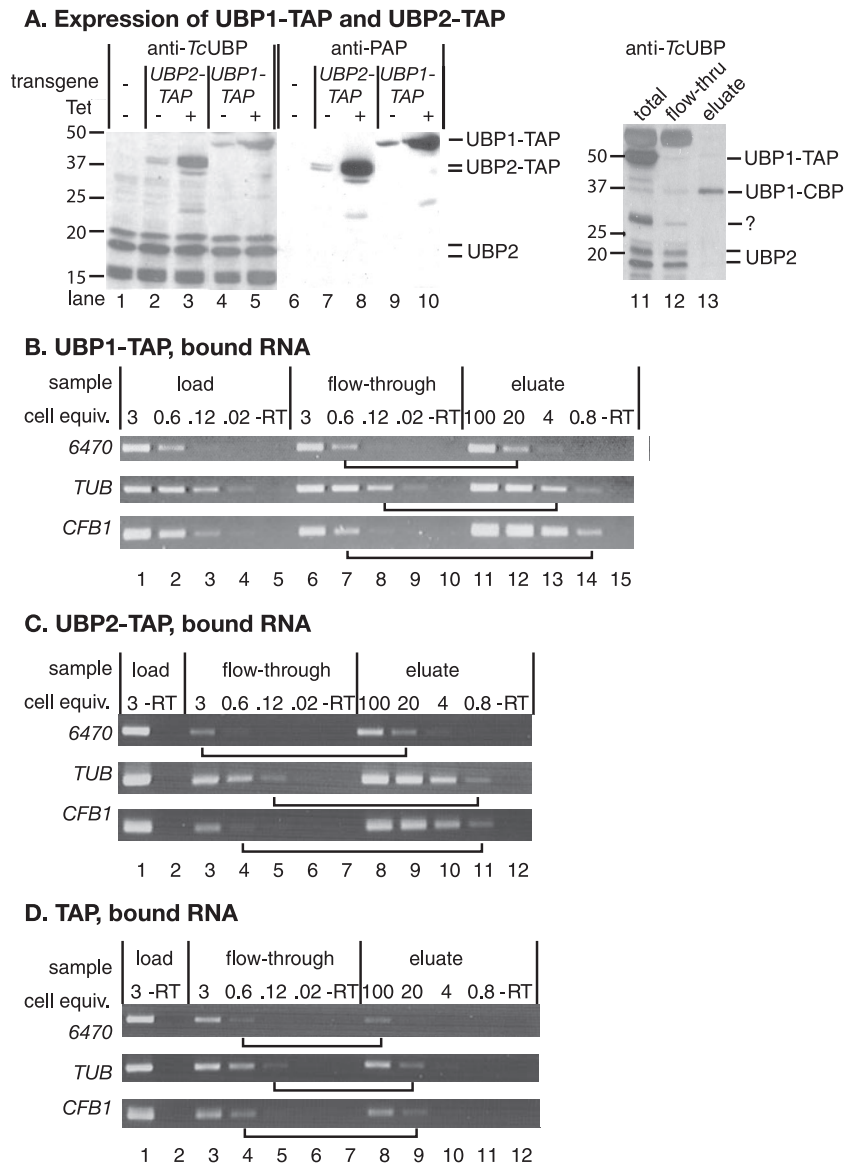 A. Expression of UBP1-TAP and UBP2-TAP
anti-TcUBP anti-PAP anti-TcUBP
transgene - UBP2-TAP UBP1-TAP - UBP2-TAP UBP1-TAP total flow-thru eluate
Tet - - + - + - - + - +
50 37 25 20 15
UBP1-TAP
UBP2-TAP
UBP2
50 37 25 20
UBP1-TAP
UBP1-CBP
?
UBP2
lane 1 2 3 4 5 6 7 8 9 10 11 12 13
B. UBP1-TAP, bound RNA
sample load flow-through eluate
cell equiv. 3 0.6 .12 .02 -RT 3 0.6 .12 .02 -RT 100 20 4 0.8 -RT
6470
TUB
CFB1
1 2 3 4 5 6 7 8 9 10 11 12 13 14 15
C. UBP2-TAP, bound RNA
sample load flow-through eluate
cell equiv. 3 -RT 3 0.6 .12 .02 -RT 100 20 4 0.8 -RT
6470
TUB
CFB1
1 2 3 4 5 6 7 8 9 10 11 12
D. TAP, bound RNA
sample load flow-through eluate
cell equiv. 3 -RT 3 0.6 .12 .02 -RT 100 20 4 0.8 -RT
6470
TUB
CFB1
1 2 3 4 5 6 7 8 9 10 11 12